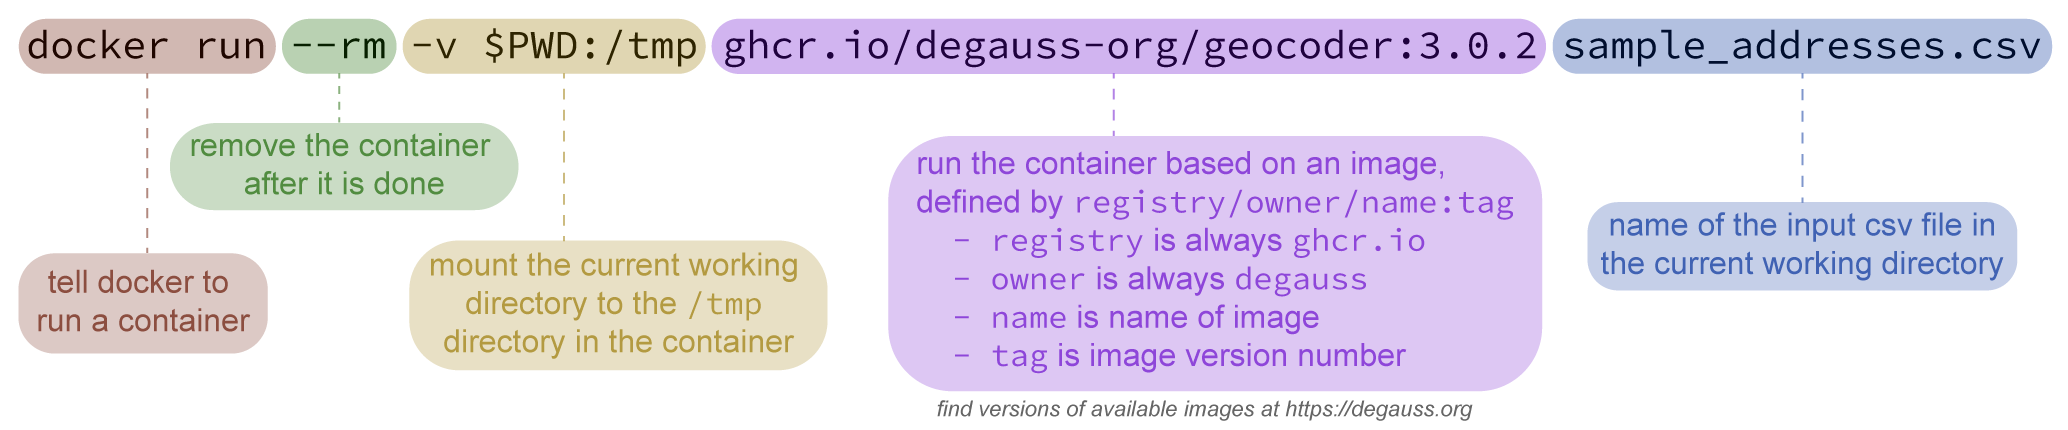 docker run --rm -v $PWD:/tmp ghcr.io/degauss-org/geocoder:3.0.2 sample_addresses.csv
remove the container
after it is done
tell docker to
run a container
mount the current working
directory to the /tmp
directory in the container
run the container based on an image,
defined by registry/owner/name:tag
- registry is always ghcr.io
- owner is always degauss
- name is name of image
- tag is image version number
find versions of available images at https://degauss.org
name of the input csv file in
the current working directory